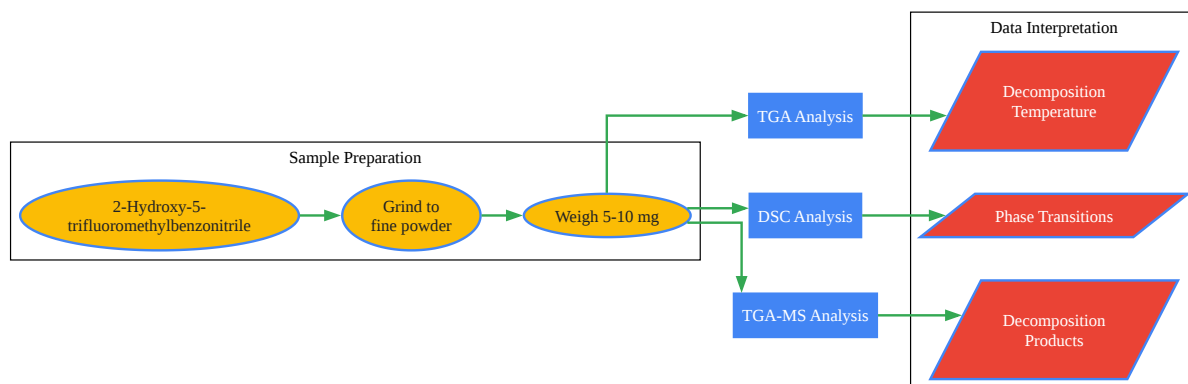 Data Interpretation
Decomposition
Temperature
TGA Analysis
Sample Preparation
2-Hydroxy-5-
trifluoromethylbenzonitrile
Grind to
fine powder
Weigh 5-10 mg
DSC Analysis
Phase Transitions
TGA-MS Analysis
Decomposition
Products